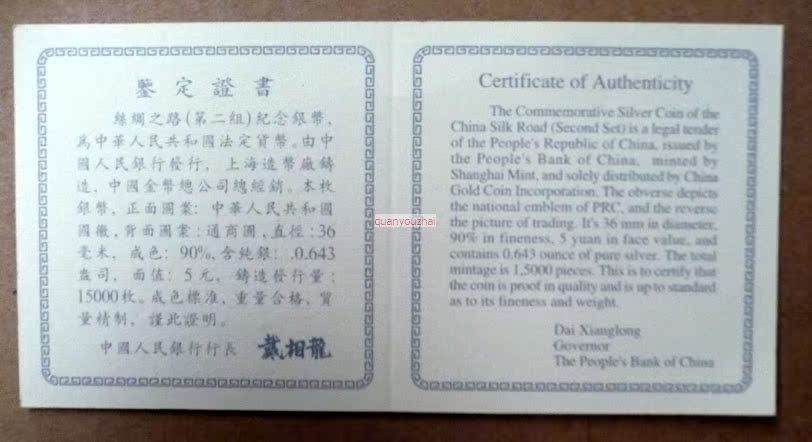 鑒定證書
絲綢之路(第二組)紀念銀幣,
爲中華人民共和國法定貨幣。由中
國人民銀行發行,上海造幣廠鑄
造,中國金幣總公司總經銷。本枚
銀幣,正面圖案:中華人民共和國
國徽,背面圖案:通商圖,直徑:36
毫米,成色:90%,含純銀:.0.643
盎司,面值:5元,鑄造發行量:
15000枚。成色標准,重量合格,質
量精制,謹此證明。
中國人民銀行行長 戴相龍
Certificate of Authenticity
The Commemorative Silver Coin of the
China Silk Road (Second Set) is a legal tender
of the People's Republic of China, issued by
the People's Bank of China, minted by
Shanghai Mint, and solely distributed by China
Gold Coin Incorporation. The obverse depicts
the national emblem of PRC, and the reverse
the picture of trading. It's 36 mm in diameter,
90% in fineness, 5 yuan in face value, and
contains 0.643 ounce of pure silver. The total
mintage is 1,5000 pieces. This is to certify that
the coin is proof in quality and is up to standard
as to its fineness and weight.
Dai Xianglong
Governor
The People's Bank of China
quanyouzhai